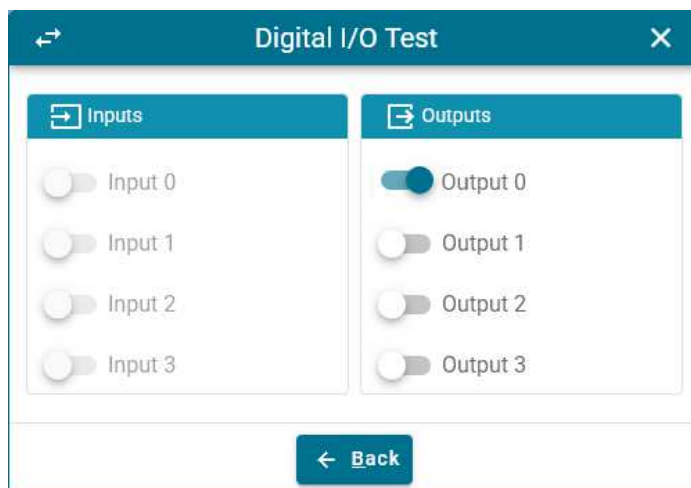 Digital I/O Test
Inputs
Input 0
Input 1
Input 2
Input 3
Outputs
Output 0
Output 1
Output 2
Output 3
Back